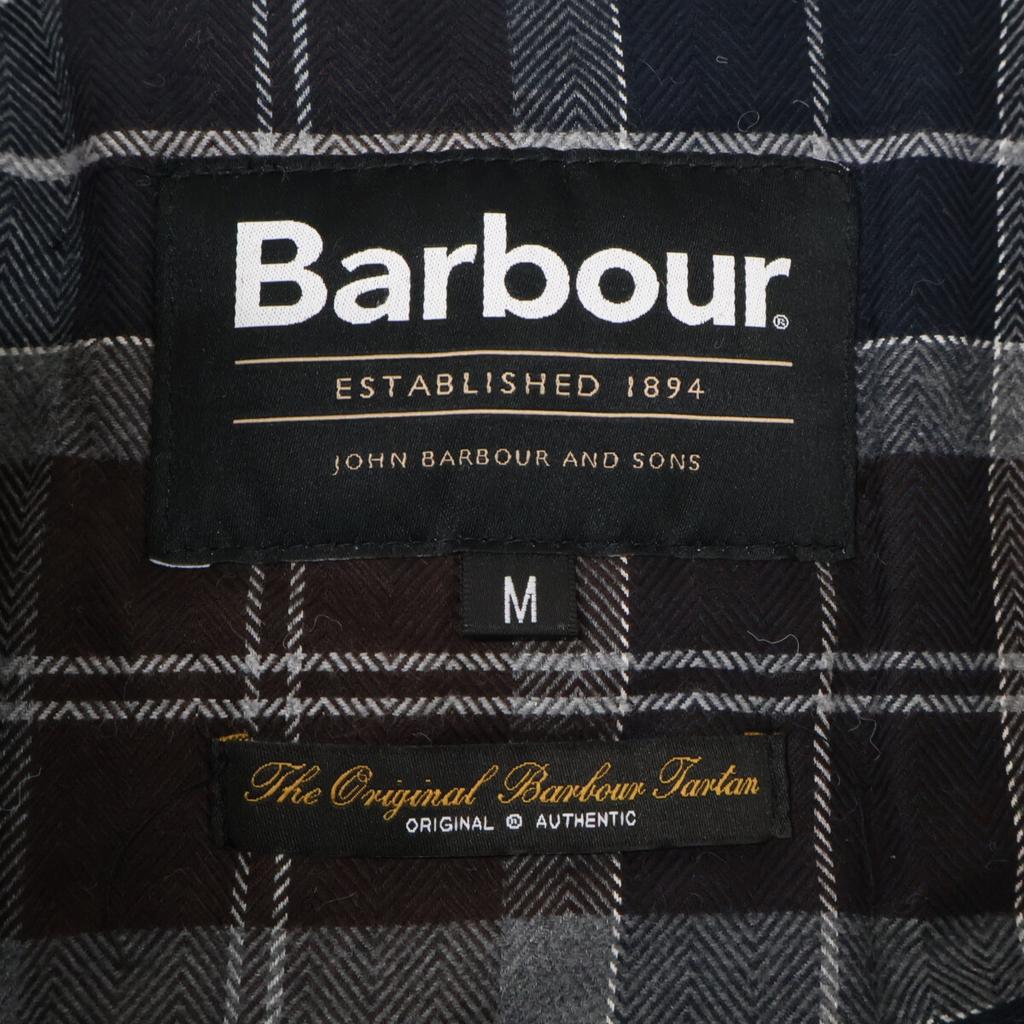 Barbour®
ESTABLISHED 1894
JOHN BARBOUR AND SONS
M
The Original Barbour Tartan
ORIGINAL ® AUTHENTIC